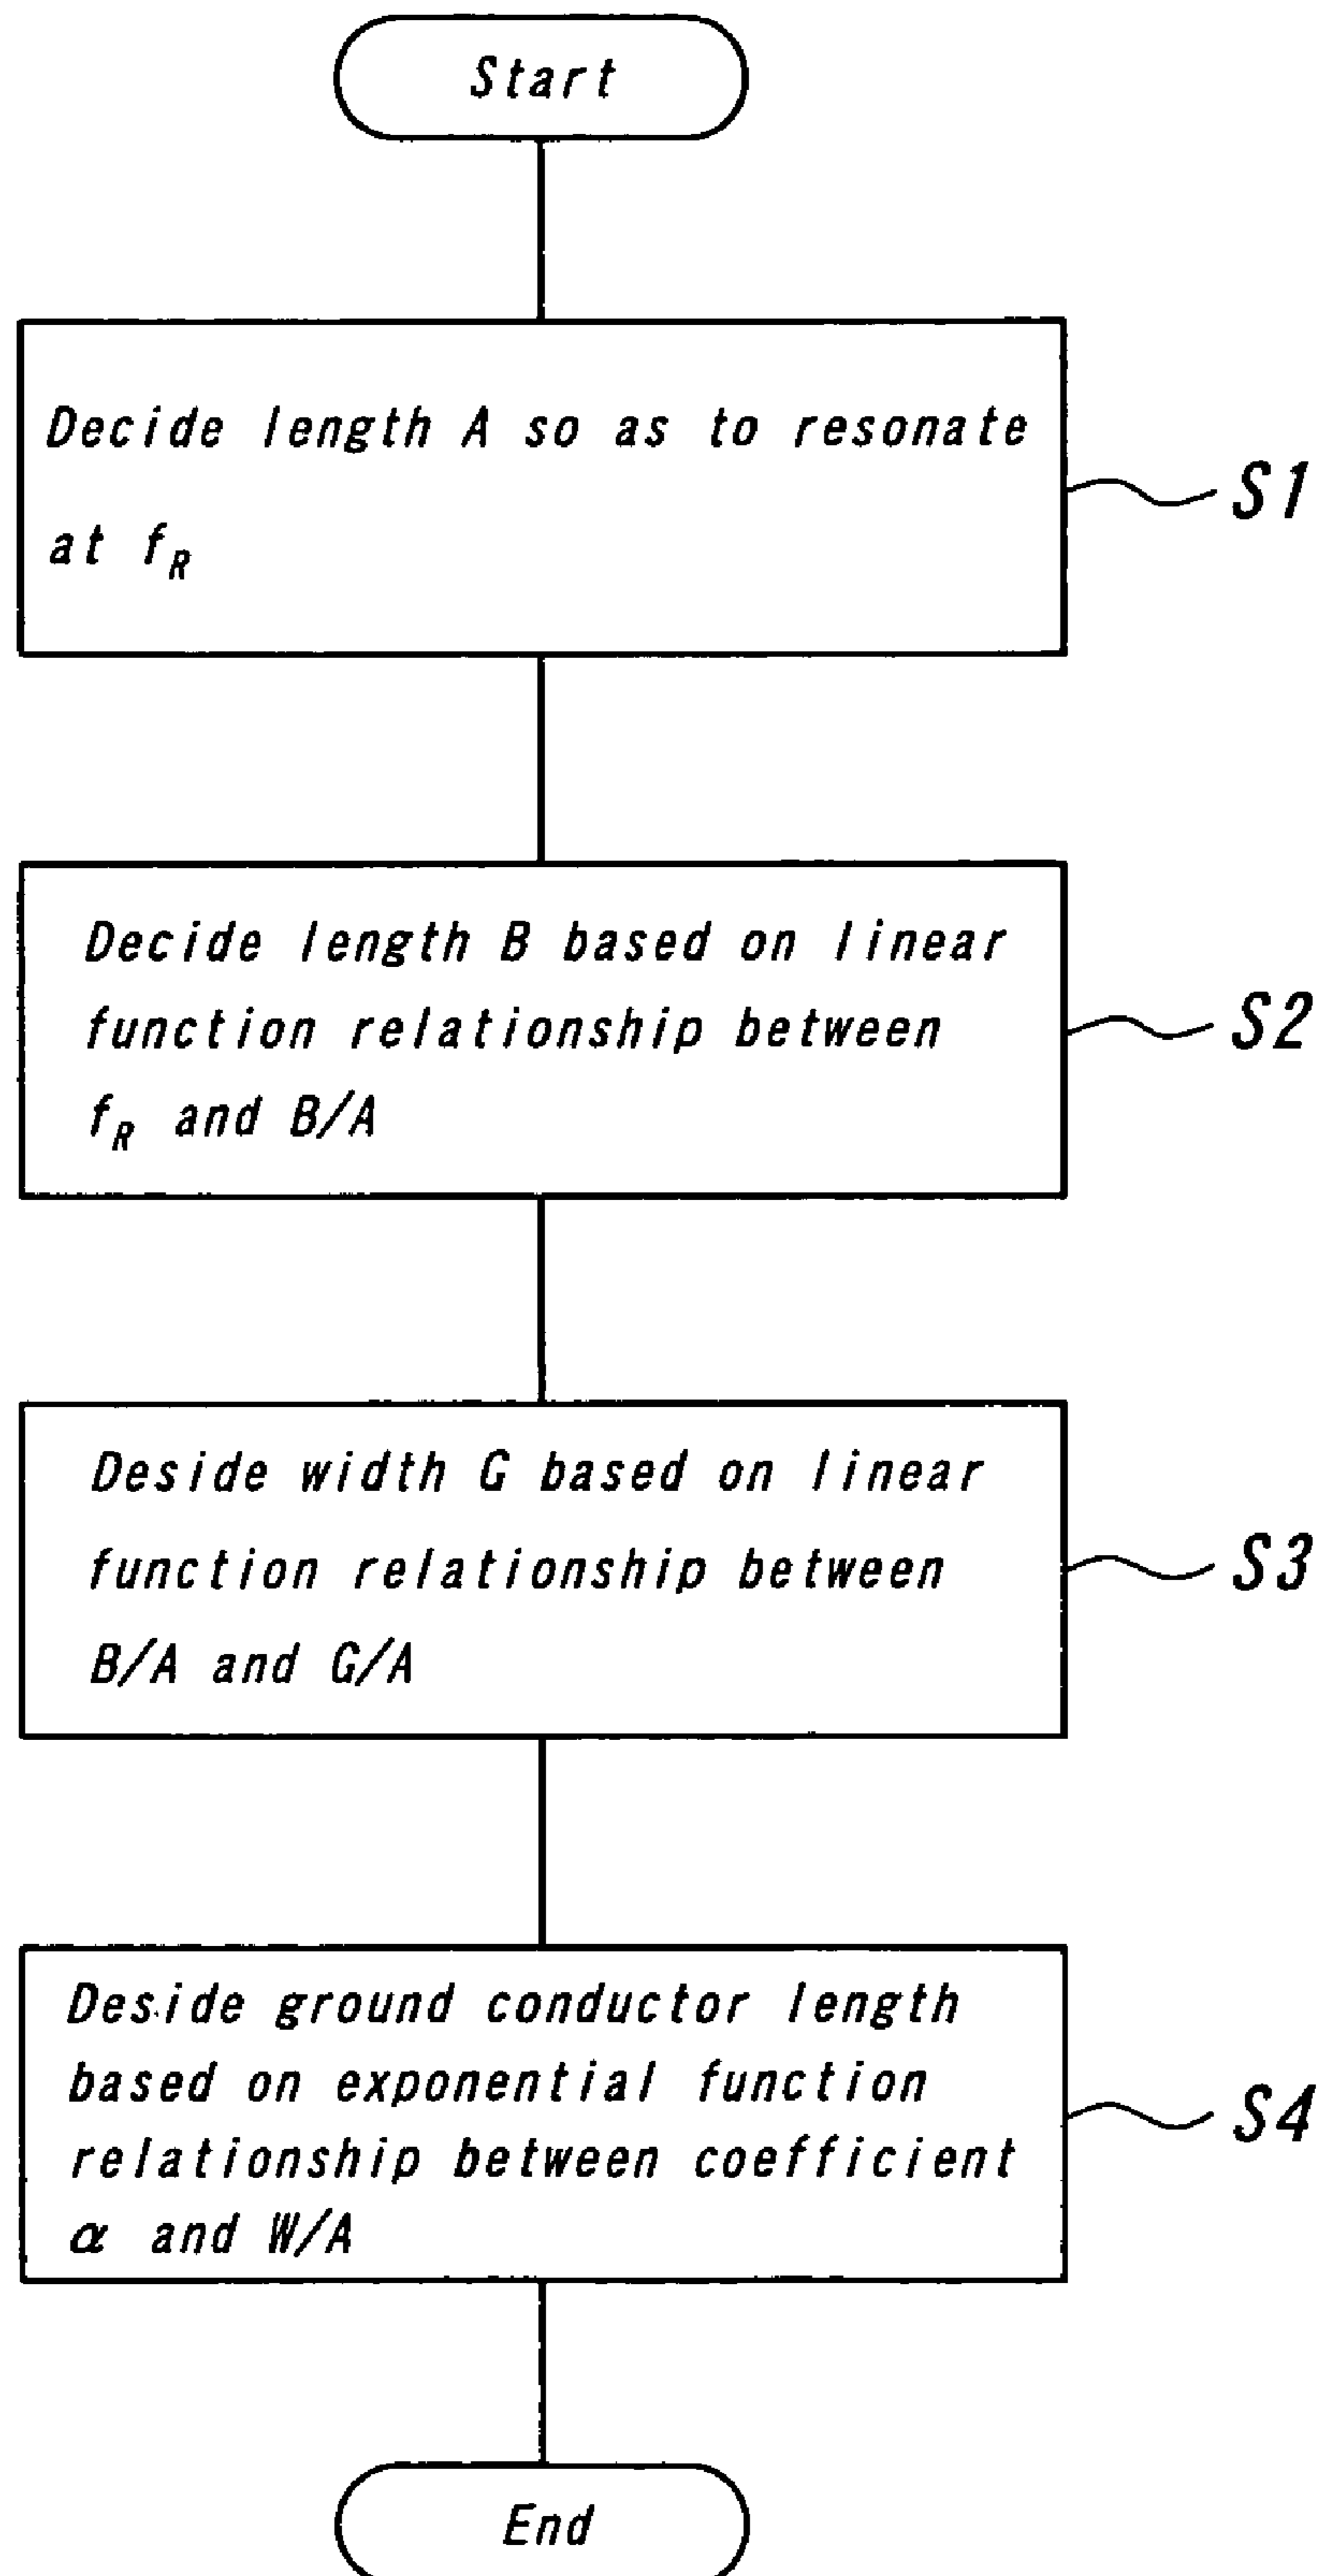 Start
Decide length A so as to resonate
at fR
S1
Decide length B based on linear
function relationship between
fR and B/A
S2
Deside width G based on linear
function relationship between
B/A and G/A
S3
Deside ground conductor length
based on exponential function
relationship between coefficient
α and W/A
S4
End